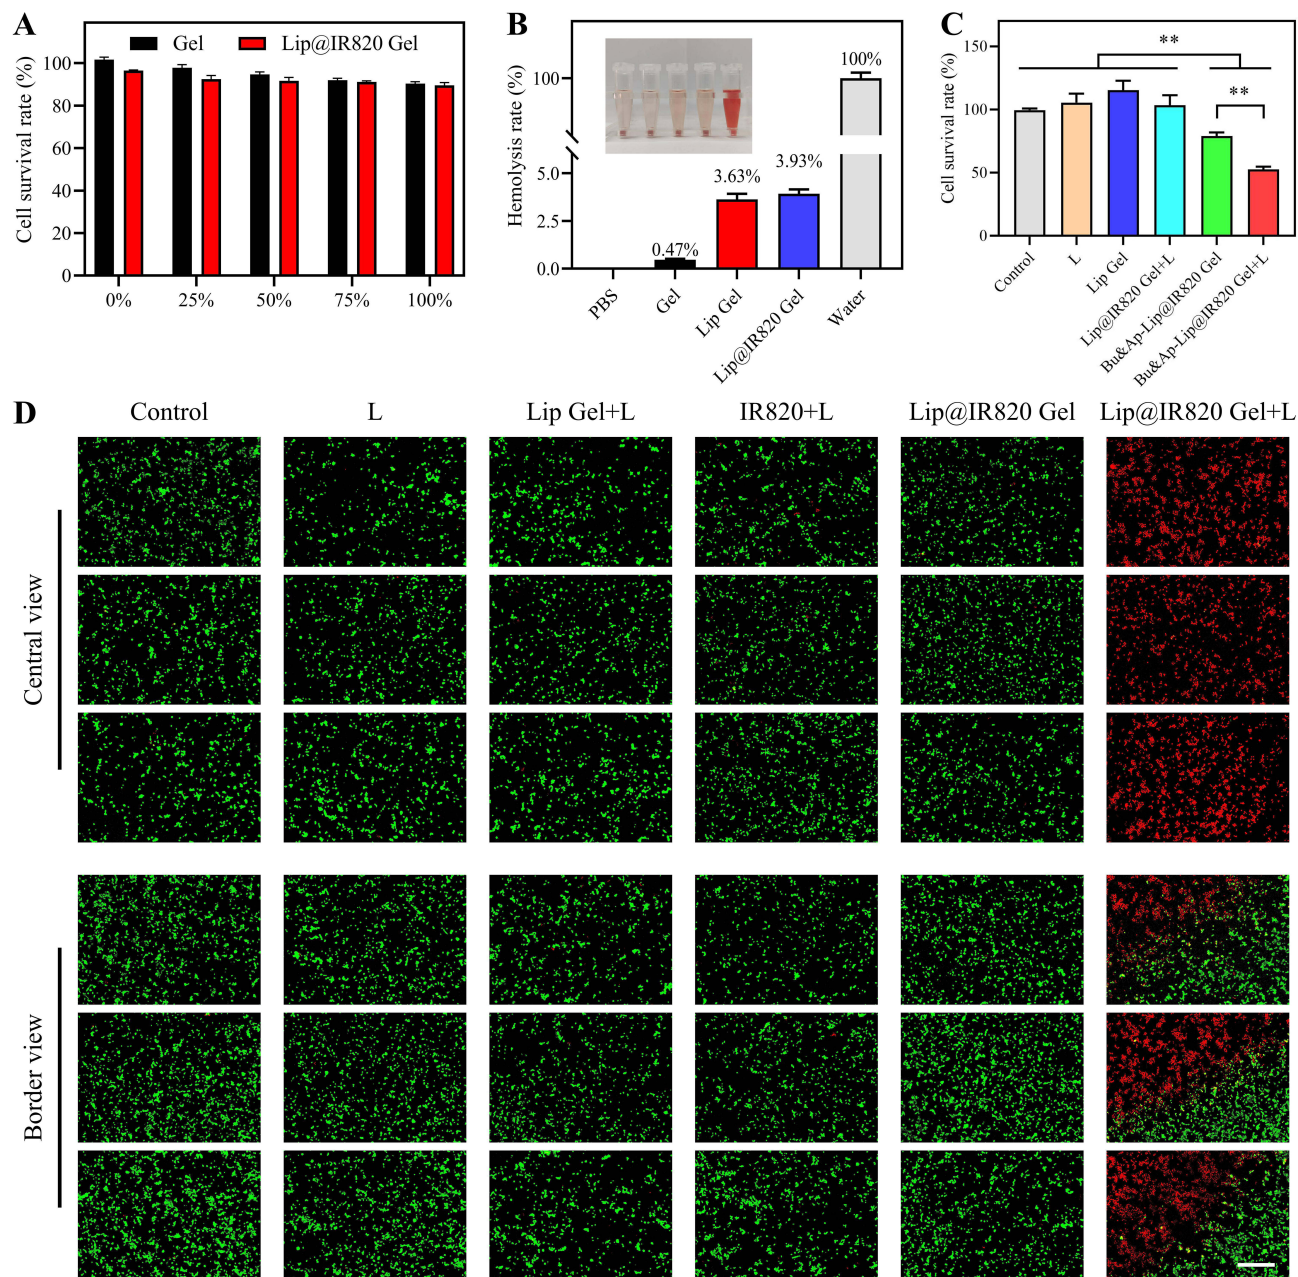 A
Gel
Lip@IR820 Gel
Cell survival rate (%)
100
80
60
40
20
0
0%
25%
50%
75%
100%
B
Hemolysis rate (%)
100
5.0
2.5
0.0
0.47%
3.63%
3.93%
100%
PBS
Gel
Lip Gel
Lip@IR820 Gel
Water
C
Cell survival rate (%)
150
100
50
0
**
**
Control
L
Lip Gel
Lip@IR820 Gel+L
Bu&Ap-Lip@IR820 Gel
Bu&Ap-Lip@IR820 Gel+L
D
Control
L
Lip Gel+L
IR820+L
Lip@IR820 Gel
Lip@IR820 Gel+L
Central view
Border view